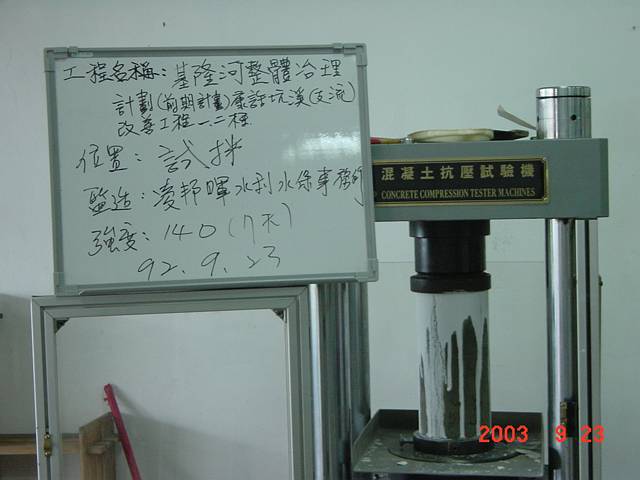 工程名稱：基隆河整體治理
計劃（前期計劃）康誥坑溪（支流）
改善工程一、二標
位置：試拌
監造：凌邦暉水利水保事務所
強度：140（7天）
92.9.23
混凝土抗壓試驗機
CONCRETE COMPRESSION TESTER MACHINES
2003 9 23